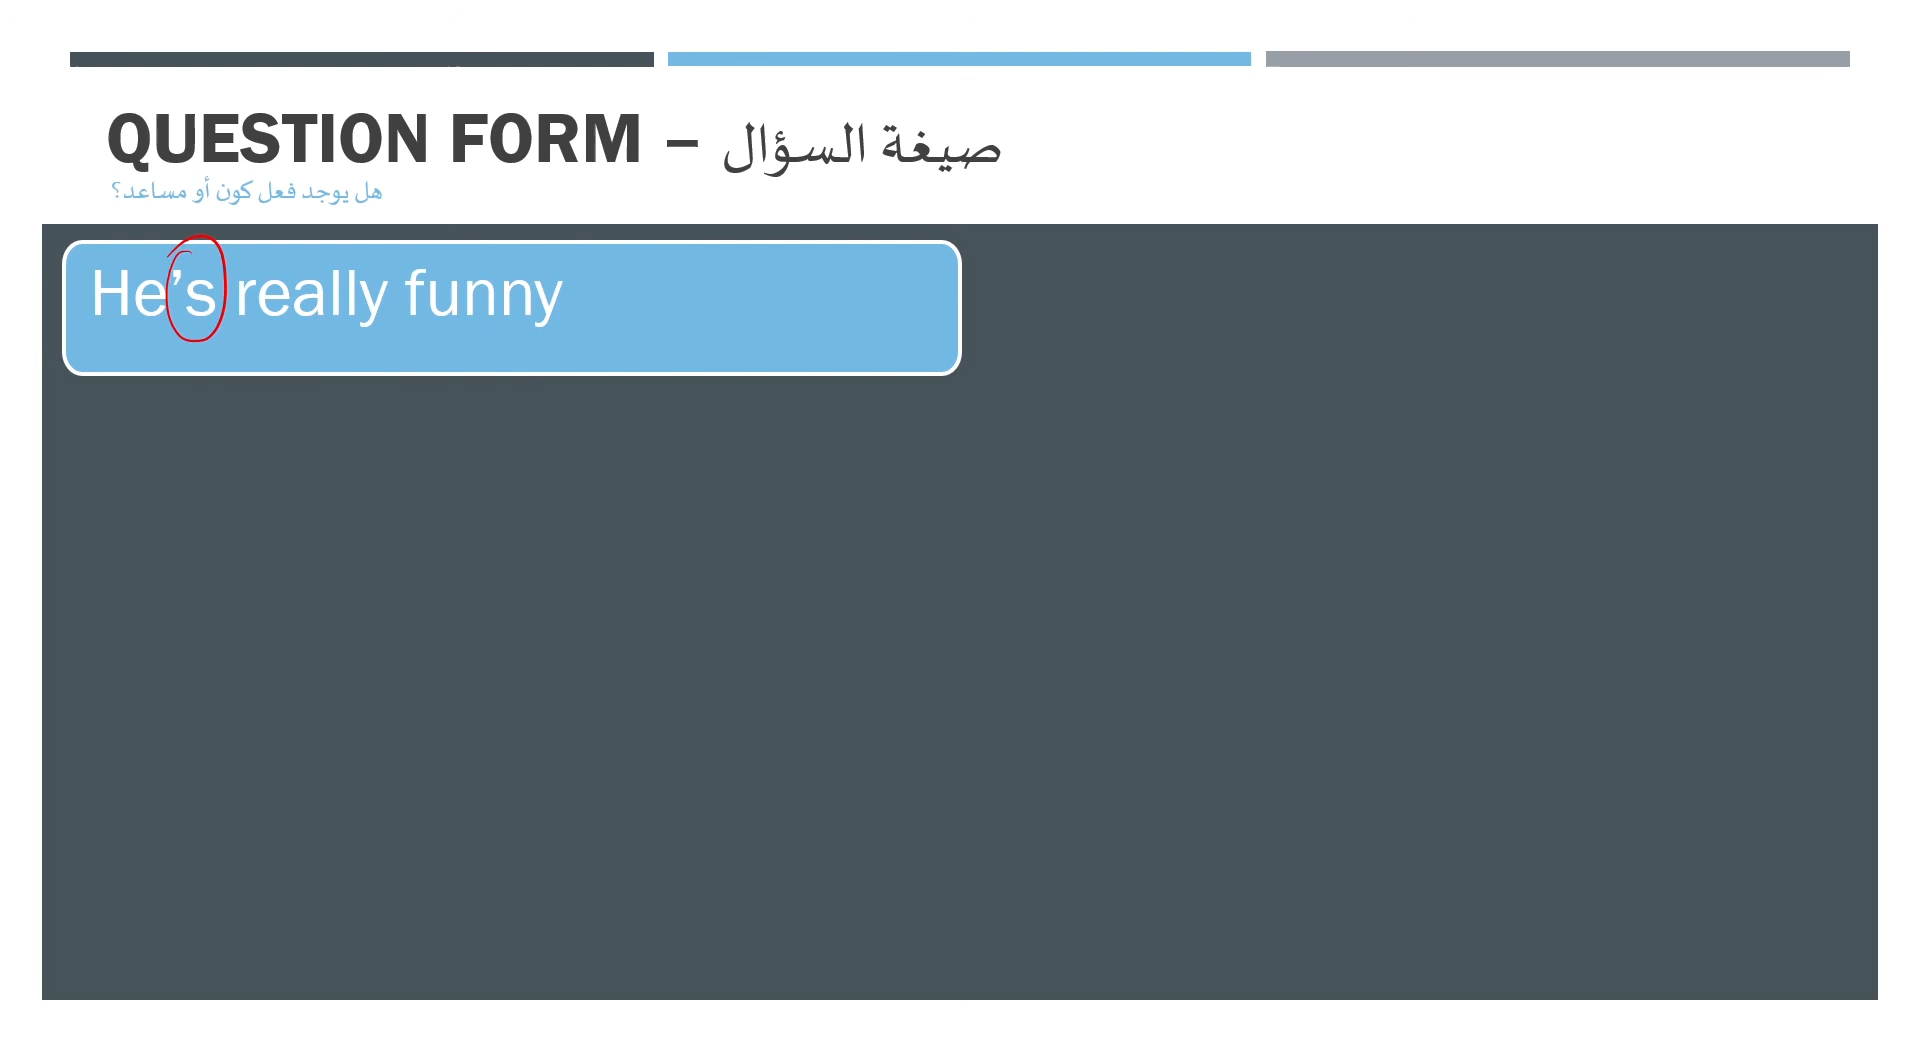 QUESTION FORM – صيغة السؤال
هل يوجد فعل كون أو مساعد؟
He’s really funny